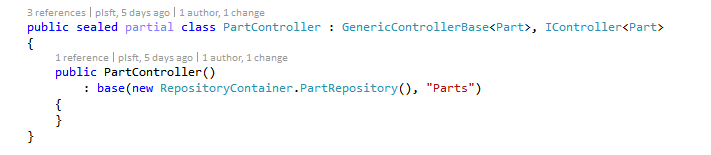 3 references | plsft, 5 days ago | 1 author, 1 change
public sealed partial class PartController : GenericControllerBase<Part>, IController<Part>
{
1 reference | plsft, 5 days ago | 1 author, 1 change
public PartController()
: base(new RepositoryContainer.PartRepository(), "Parts")
{
}
}